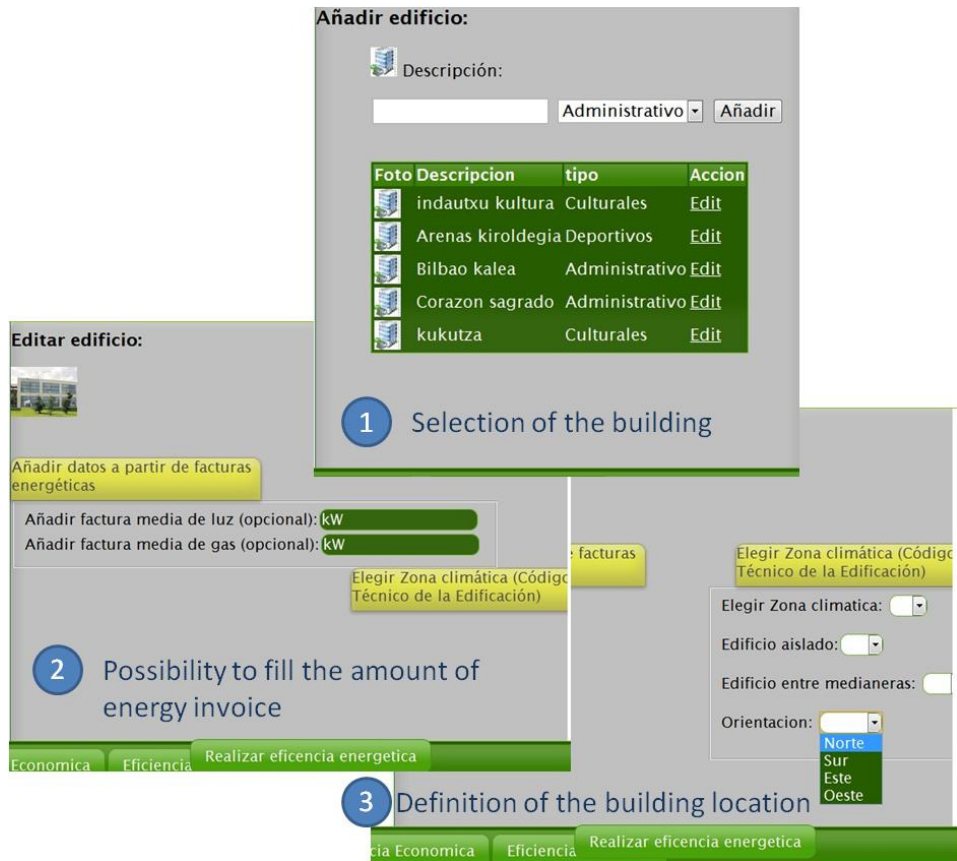 Añadir edificio:
Descripción:
Administrativo Añadir
Foto Descripcion tipo Accion
indautxu kultura Culturales Edit
Arenas kiroldegia Deportivos Edit
Bilbao kalea Administrativo Edit
Corazon sagrado Administrativo Edit
kukutza Culturales Edit
1 Selection of the building
Editar edificio:
Añadir datos a partir de facturas
energéticas
Añadir factura media de luz (opcional): kW
Añadir factura media de gas (opcional): kW
Elegir Zona climática (Códig
Técnico de la Edificación)
2 Possibility to fill the amount of
energy invoice
Economica Eficiencia Realizar eficencia energetica
facturas
Elegir Zona climática (Código
Técnico de la Edificación)
Elegir Zona climatica:
Edificio aislado:
Edificio entre medianeras:
Orientacion:
Norte
Sur
Este
Oeste
3 Definition of the building location
cia Economica Eficiencia Realizar eficencia energetica